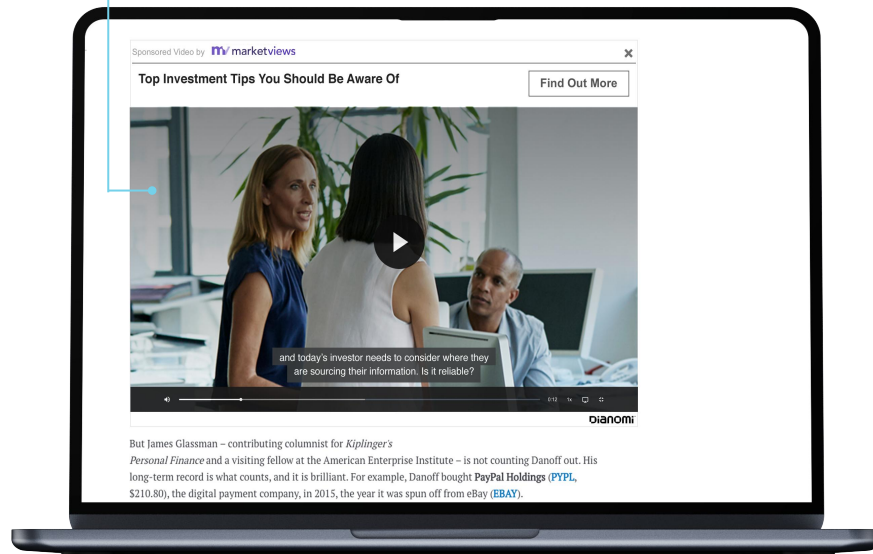 Sponsored Video by mv marketviews
Top Investment Tips You Should Be Aware Of
Find Out More
and today's investor needs to consider where they
are sourcing their information. Is it reliable?
0:12 1x
DIANOMI
But James Glassman – contributing columnist for Kiplinger's
Personal Finance and a visiting fellow at the American Enterprise Institute – is not counting Danoff out. His
long-term record is what counts, and it is brilliant. For example, Danoff bought PayPal Holdings (PYPL,
$210.80), the digital payment company, in 2015, the year it was spun off from eBay (EBAY).